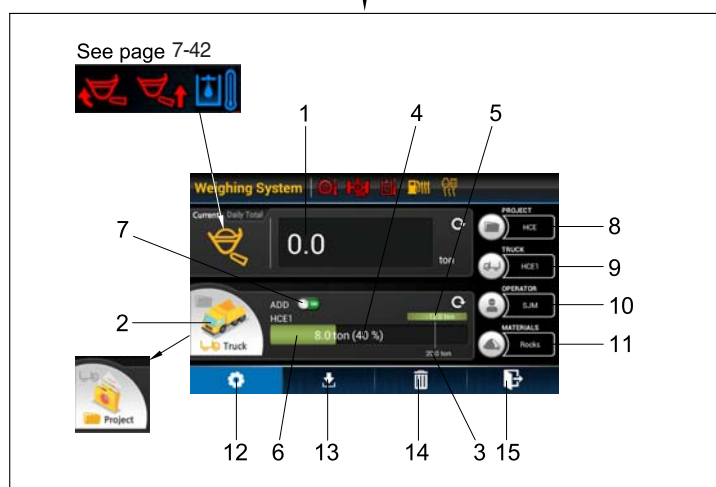 See page 7-42
1
4
5
Weighing System
Current
Daily Total
0.0
ton
7
PROJECT
HCE
8
TRUCK
HCE1
9
2
ADD
HCE1
8.0 ton (40 %)
20.0 ton
Truck
OPERATOR
SJM
10
MATERIALS
Rocks
11
Project
12
6
13
14
3
15